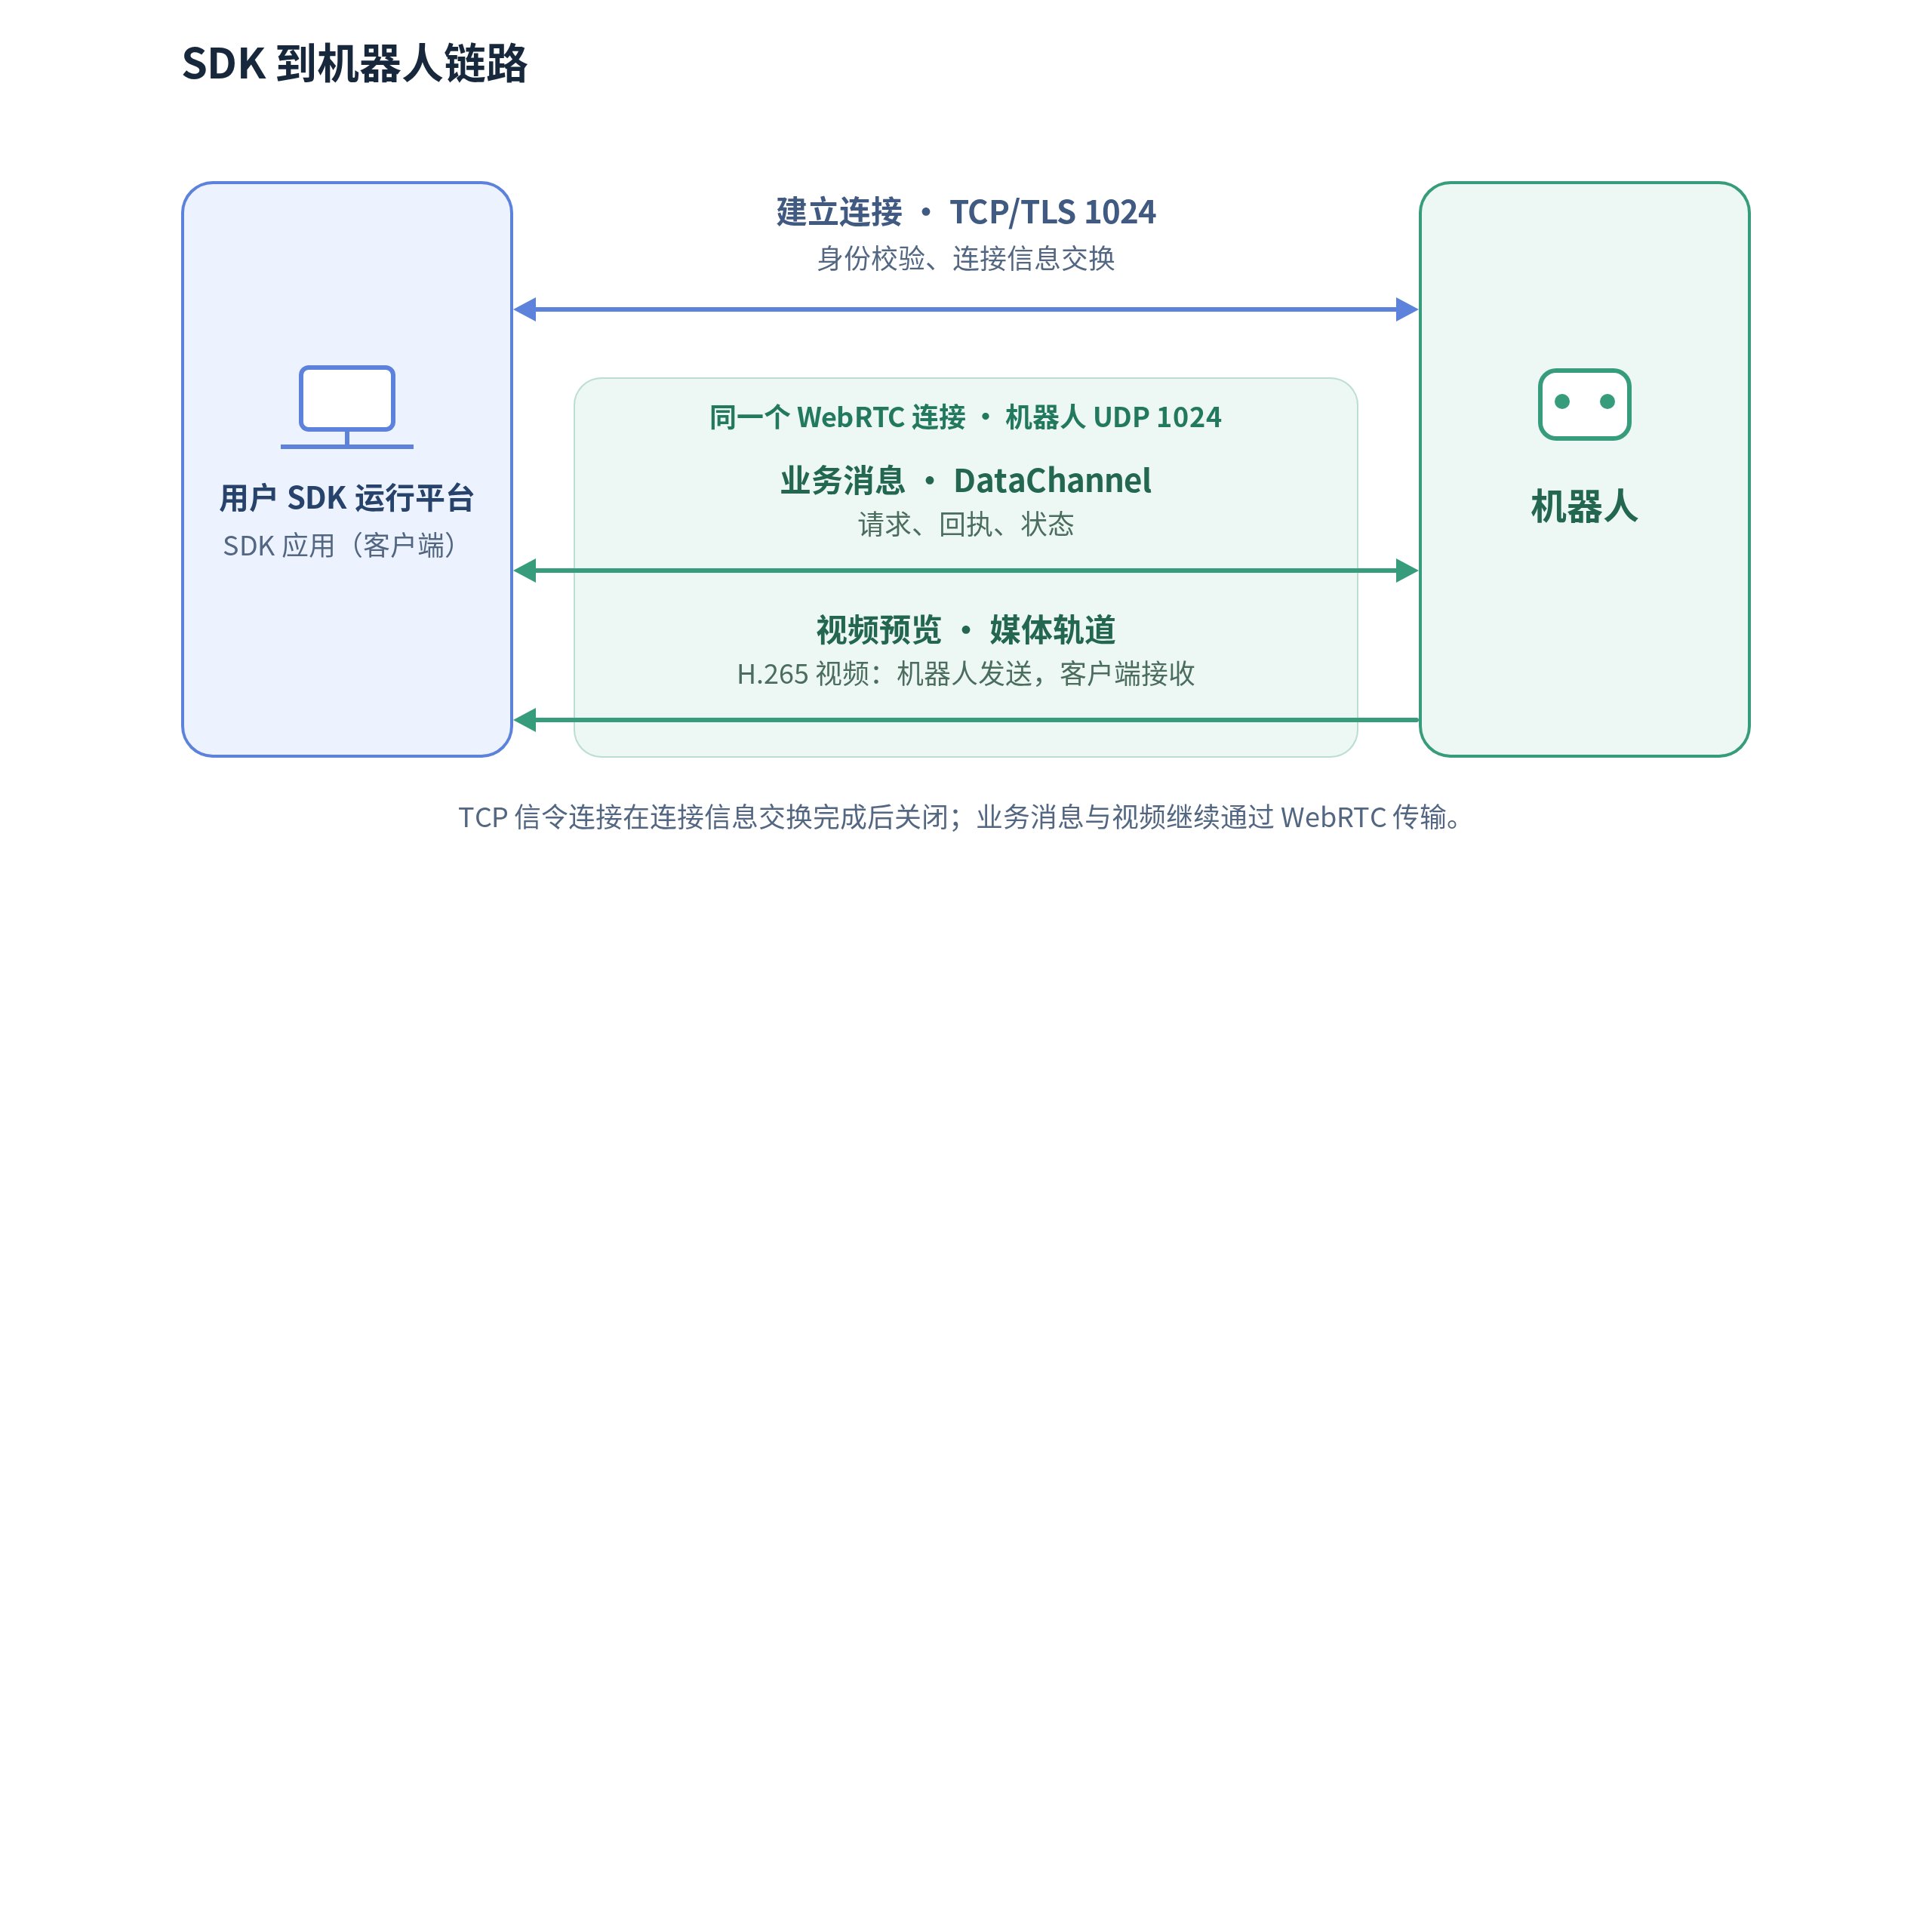 SDK 到机器人链路
建立连接 · TCP/TLS 1024
身份校验、连接信息交换
同一个 WebRTC 连接 · 机器人 UDP 1024
业务消息 · DataChannel
请求、回执、状态
用户 SDK 运行平台
SDK 应用（客户端）
机器人
视频预览 · 媒体轨道
H.265 视频：机器人发送，客户端接收
TCP 信令连接在连接信息交换完成后关闭；业务消息与视频继续通过 WebRTC 传输。